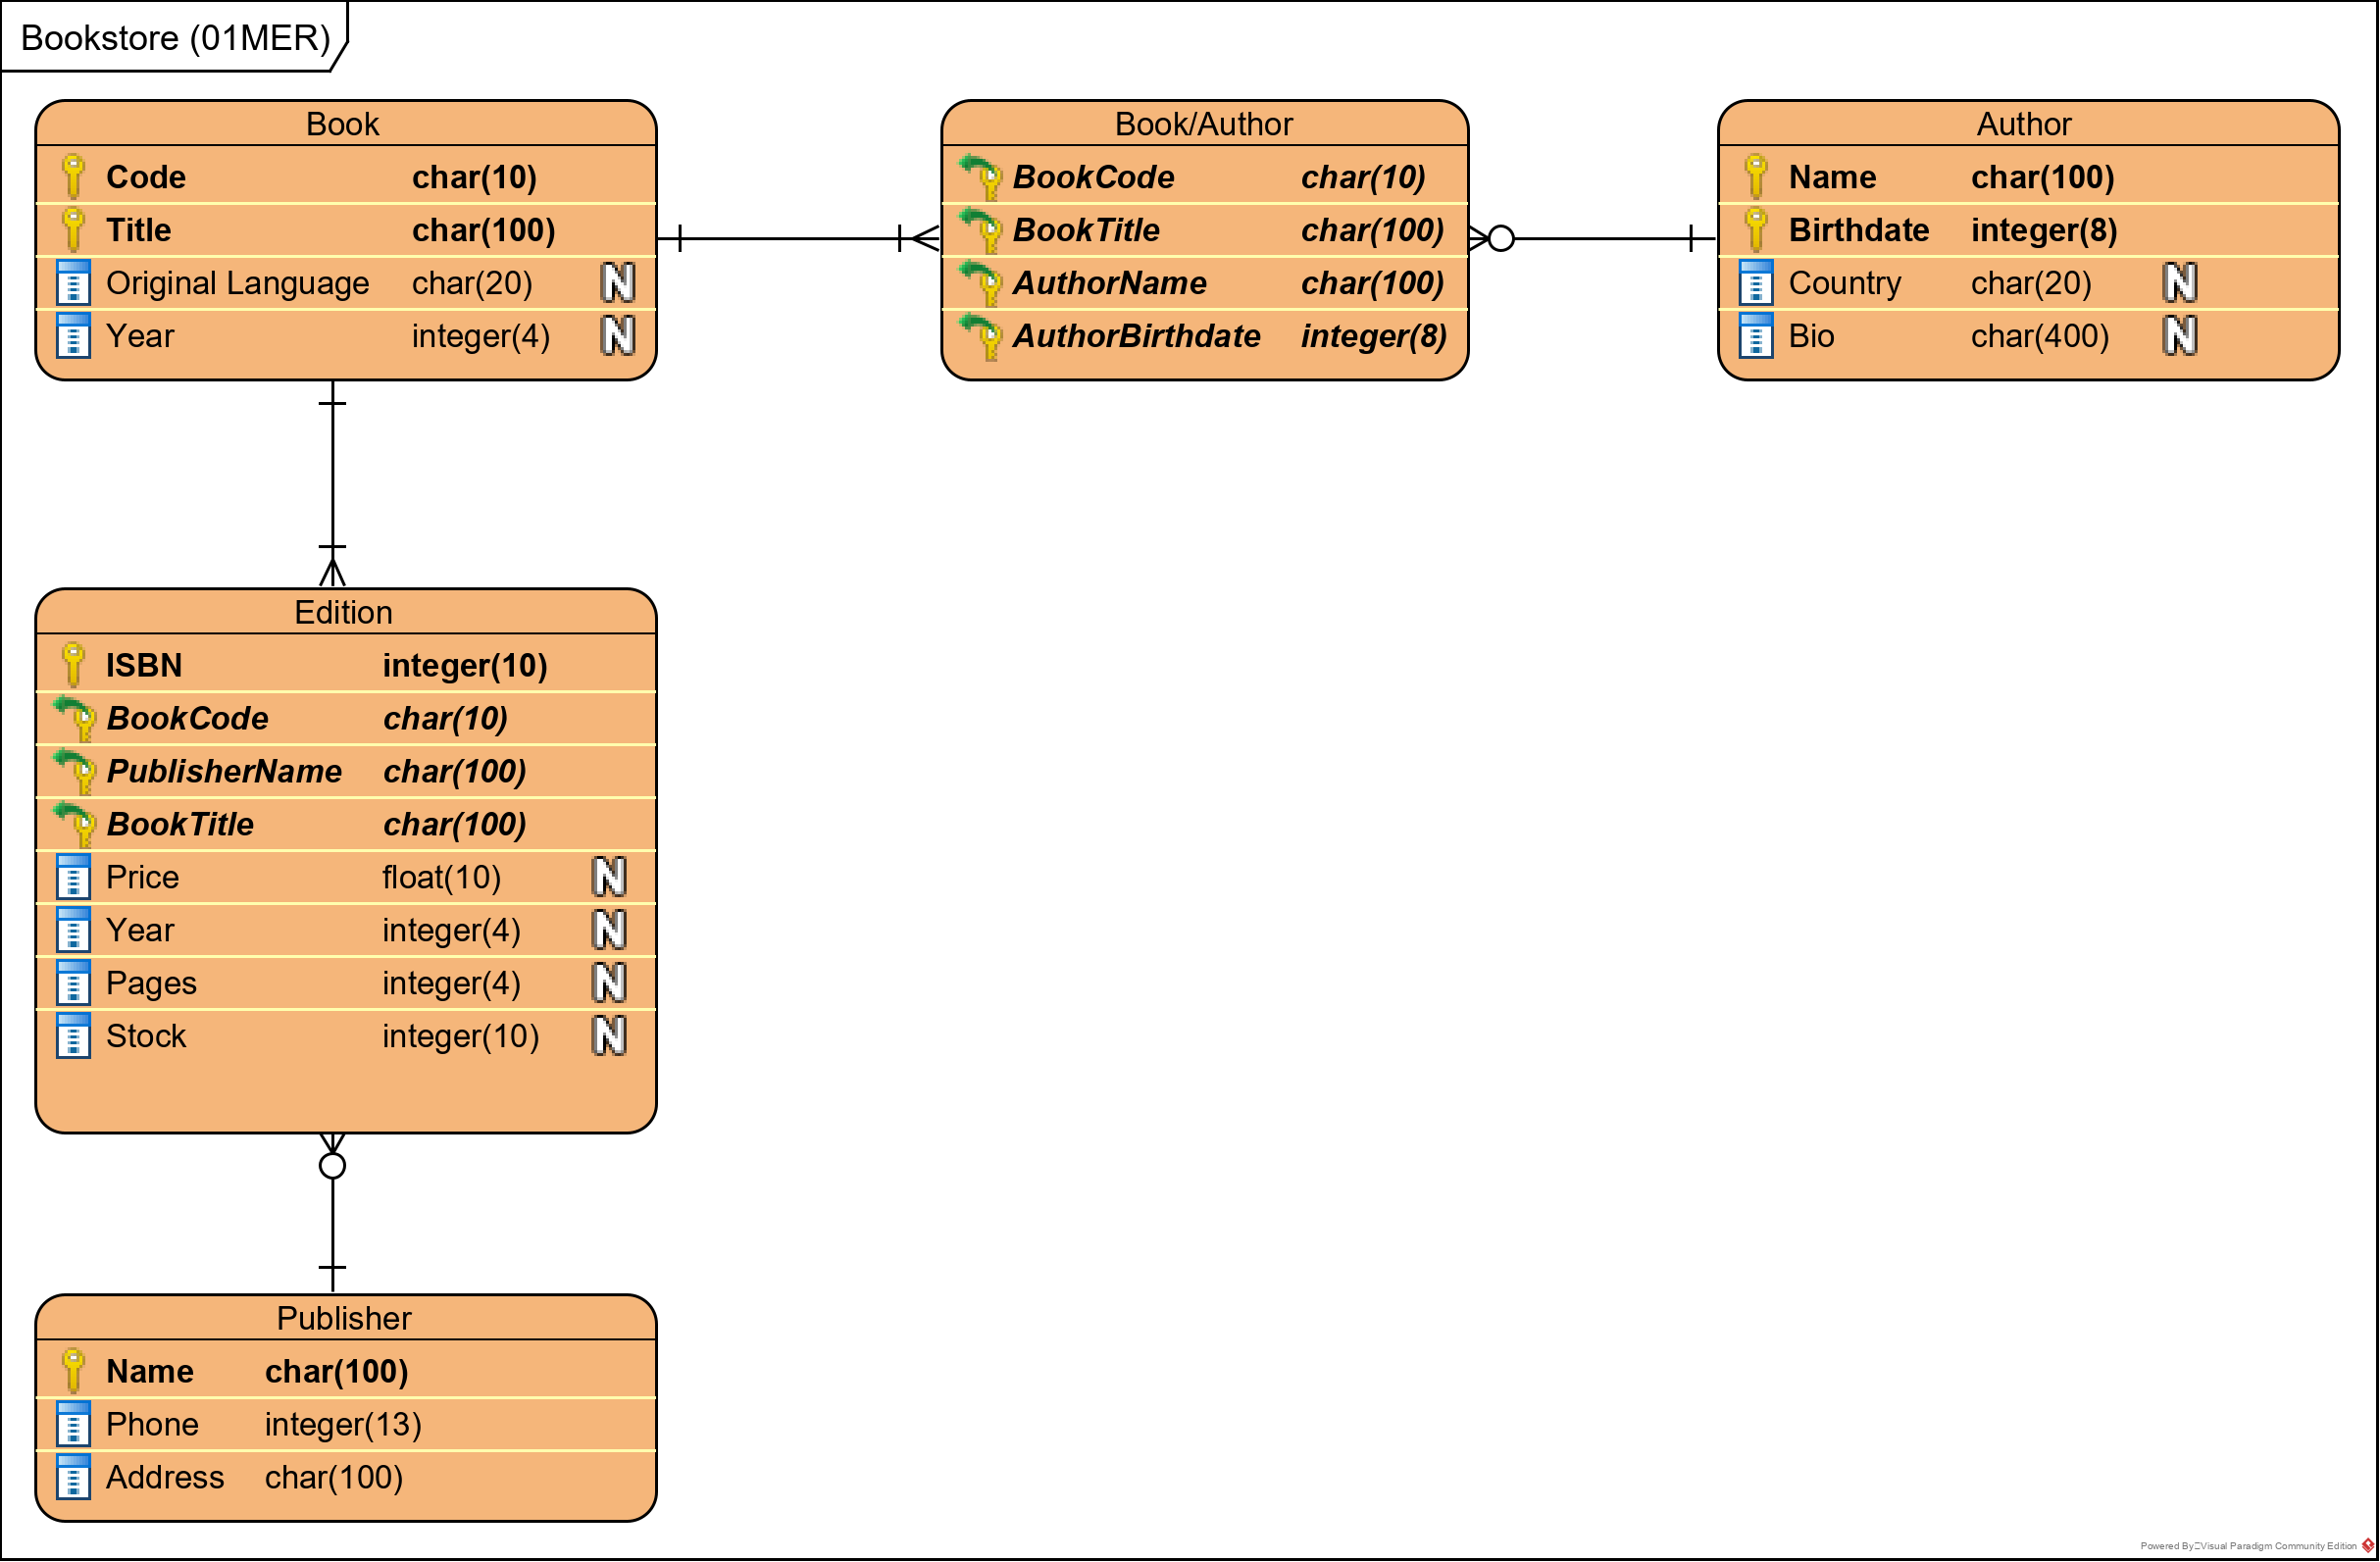 Bookstore (01MER)
Book
Code char(10)
Title char(100)
Original Language char(20) N
Year integer(4) N
Book/Author
BookCode char(10)
BookTitle char(100)
AuthorName char(100)
AuthorBirthdate integer(8)
Author
Name char(100)
Birthdate integer(8)
Country char(20) N
Bio char(400) N
Edition
ISBN integer(10)
BookCode char(10)
PublisherName char(100)
BookTitle char(100)
Price float(10) N
Year integer(4) N
Pages integer(4) N
Stock integer(10) N
Publisher
Name char(100)
Phone integer(13)
Address char(100)
Powered By Visual Paradigm Community Edition